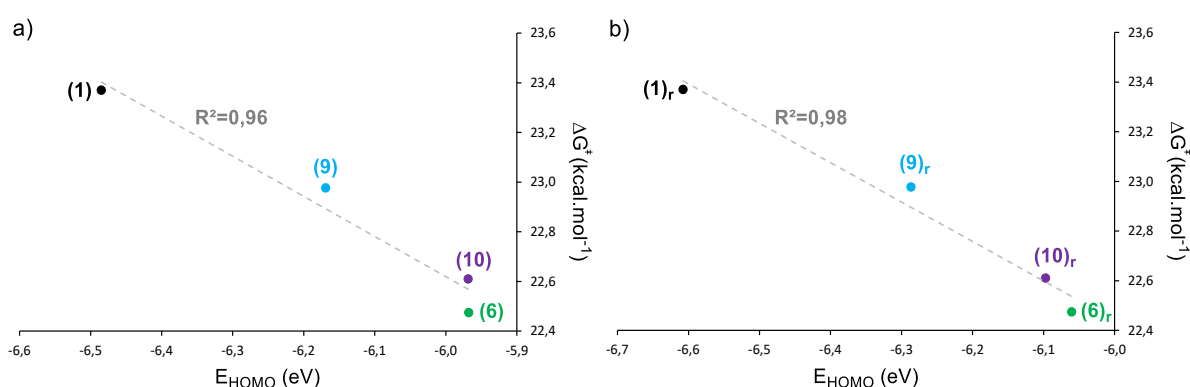 a)
23,6
23,4
23,2
23,0
22,8
22,6
22,4
(1)
R²=0,96
(9)
(10)
(6)
ΔG‡(kcal.mol-1)
-6,6 -6,5 -6,4 -6,3 -6,2 -6,1 -6,0 -5,9
EHOMO (eV)
b)
23,6
23,4
23,2
23,0
22,8
22,6
22,4
(1)r
R²=0,98
(9)r
(10)r
(6)r
ΔG‡(kcal.mol-1)
-6,7 -6,6 -6,5 -6,4 -6,3 -6,2 -6,1 -6,0
EHOMO (eV)